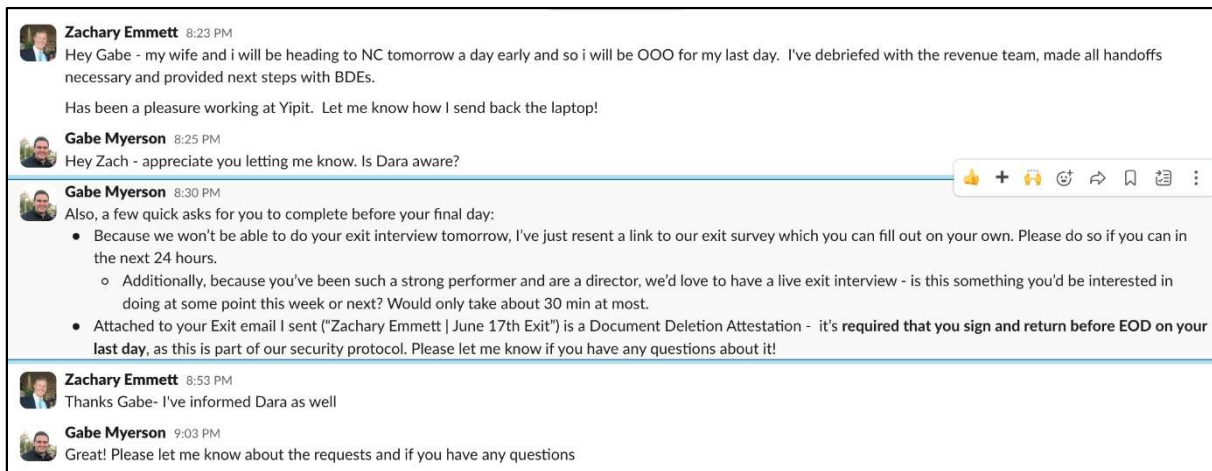 Zachary Emmett 8:23 PM
Hey Gabe - my wife and i will be heading to NC tomorrow a day early and so i will be OOO for my last day. I've debriefed with the revenue team, made all handoffs
necessary and provided next steps with BDEs.
Has been a pleasure working at Yipit. Let me know how I send back the laptop!
Gabe Myerson 8:25 PM
Hey Zach - appreciate you letting me know. Is Dara aware?
Gabe Myerson 8:30 PM
Also, a few quick asks for you to complete before your final day:
• Because we won't be able to do your exit interview tomorrow, I've just resent a link to our exit survey which you can fill out on your own. Please do so if you can in
the next 24 hours.
◦ Additionally, because you've been such a strong performer and are a director, we'd love to have a live exit interview - is this something you'd be interested in
doing at some point this week or next? Would only take about 30 min at most.
• Attached to your Exit email I sent ("Zachary Emmett | June 17th Exit") is a Document Deletion Attestation - it's required that you sign and return before EOD on your
last day, as this is part of our security protocol. Please let me know if you have any questions about it!
Zachary Emmett 8:53 PM
Thanks Gabe- I've informed Dara as well
Gabe Myerson 9:03 PM
Great! Please let me know about the requests and if you have any questions